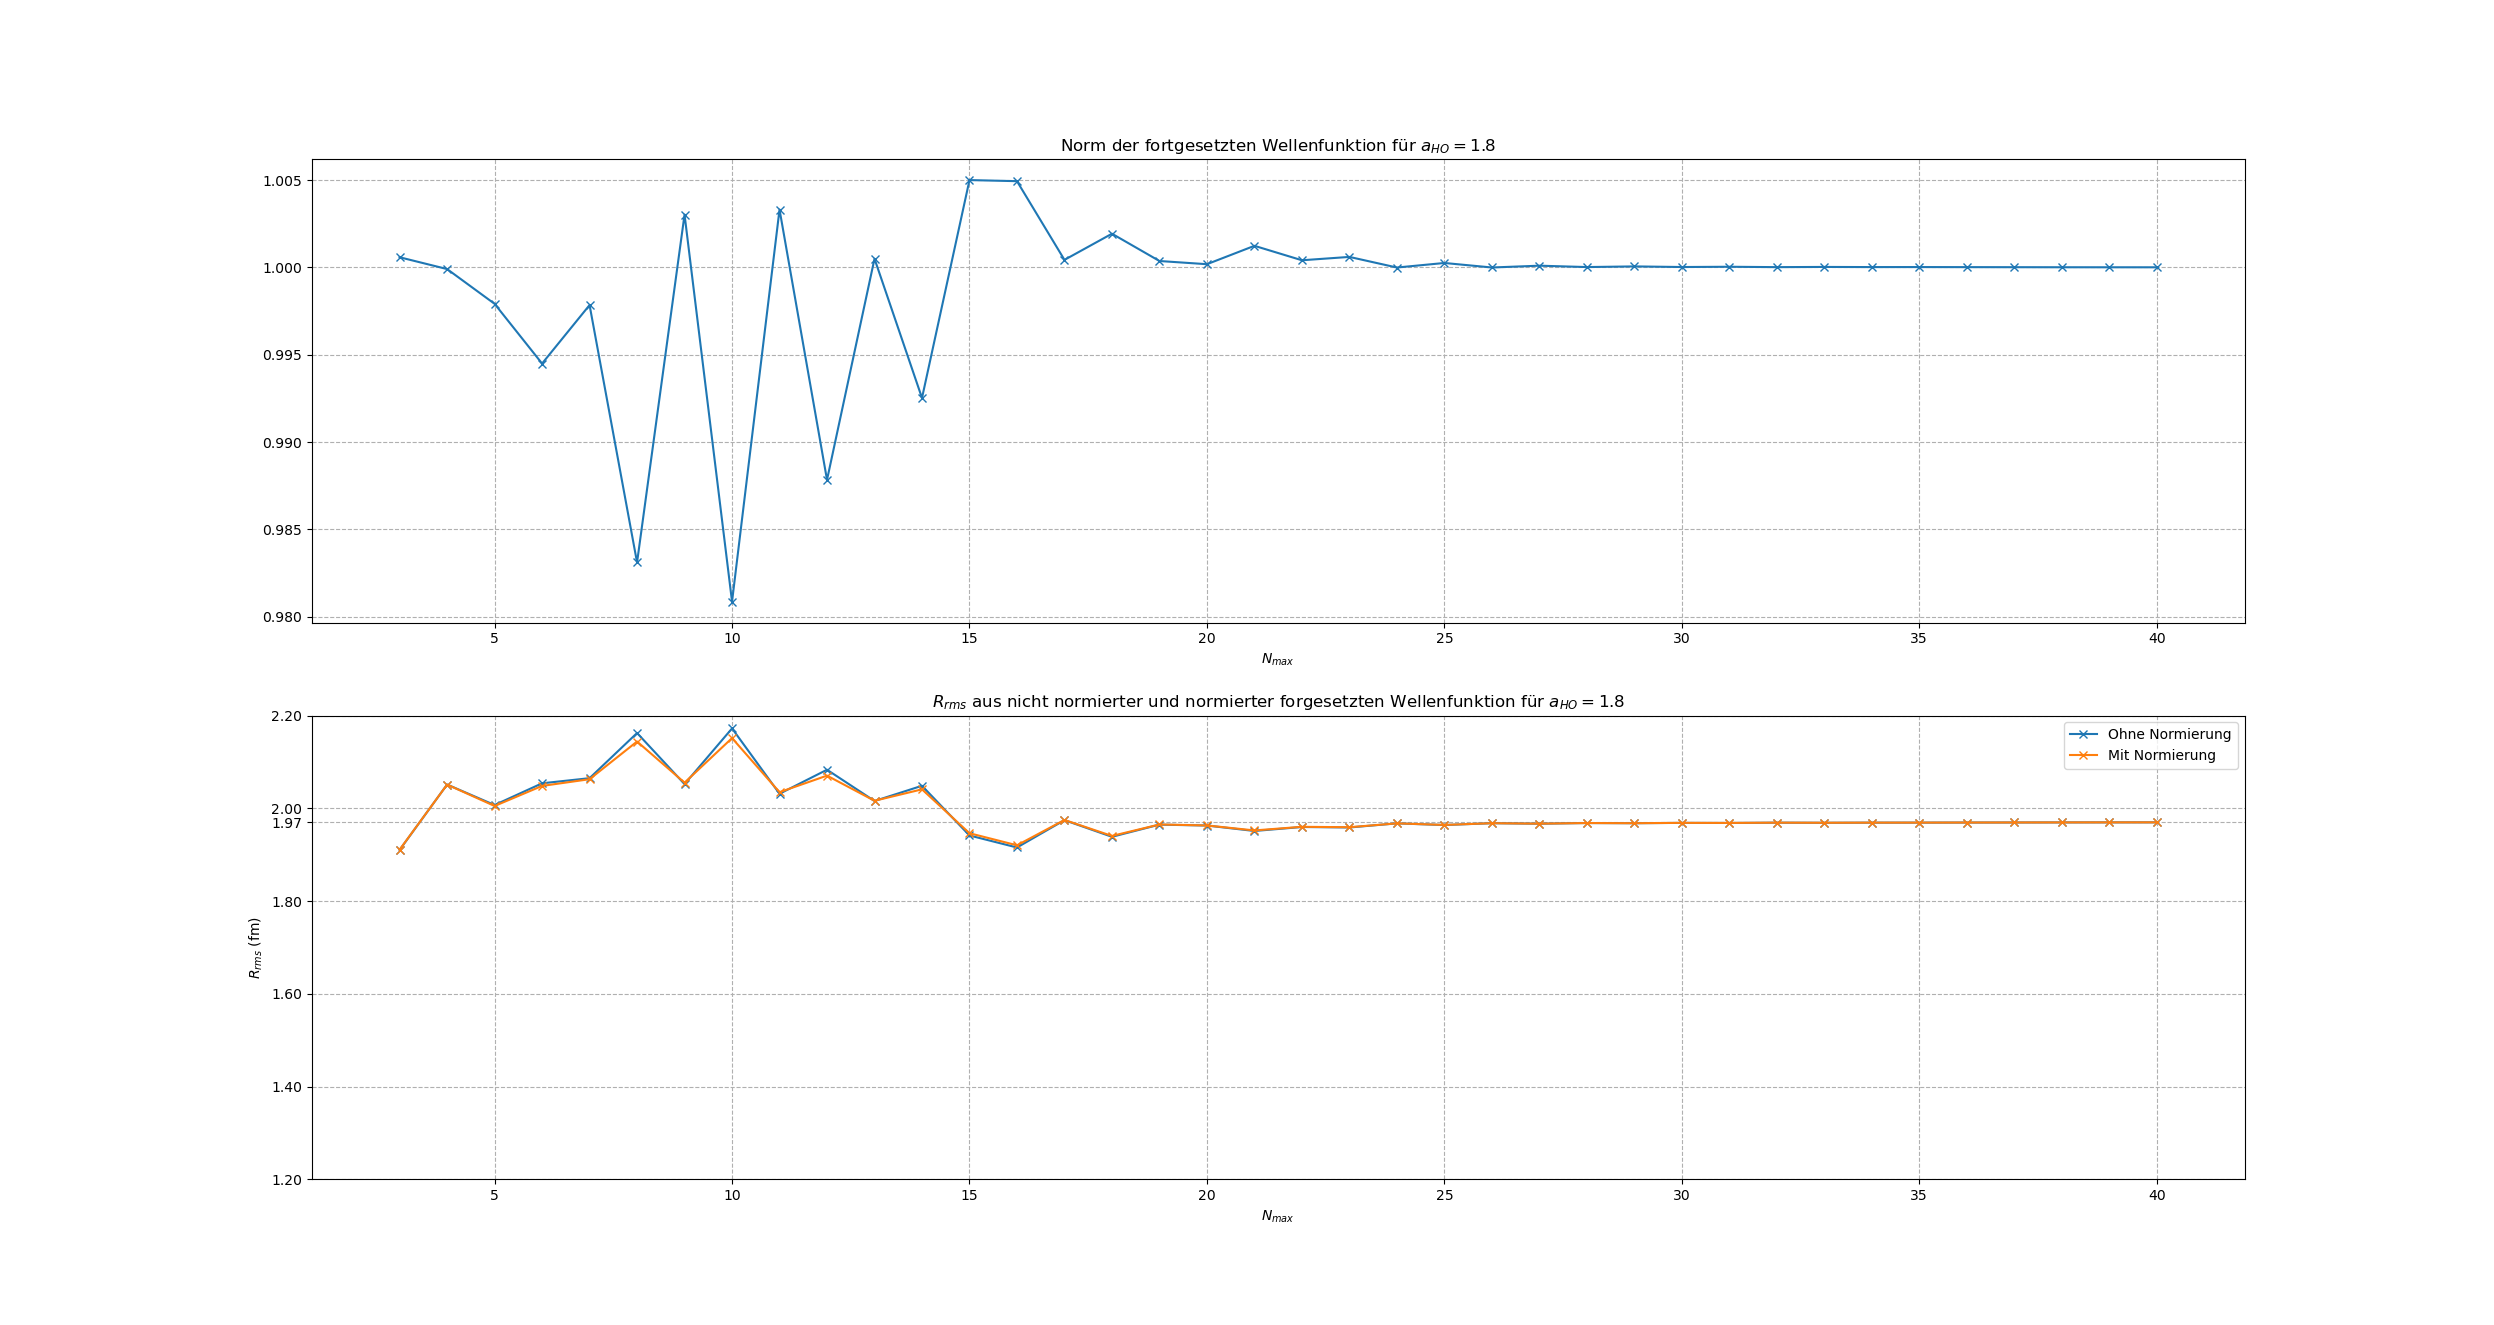 Norm der fortgesetzten Wellenfunktion für a_{HO} = 1.8
1.005
1.000
0.995
0.990
0.985
0.980
5 10 15 20 25 30 35 40
N_{max}
R_{rms} aus nicht normierter und normierter forgesetzten Wellenfunktion für a_{HO} = 1.8
2.20
2.00
1.97
1.80
1.60
1.40
1.20
R_{rms} (fm)
Ohne Normierung
Mit Normierung
5 10 15 20 25 30 35 40
N_{max}